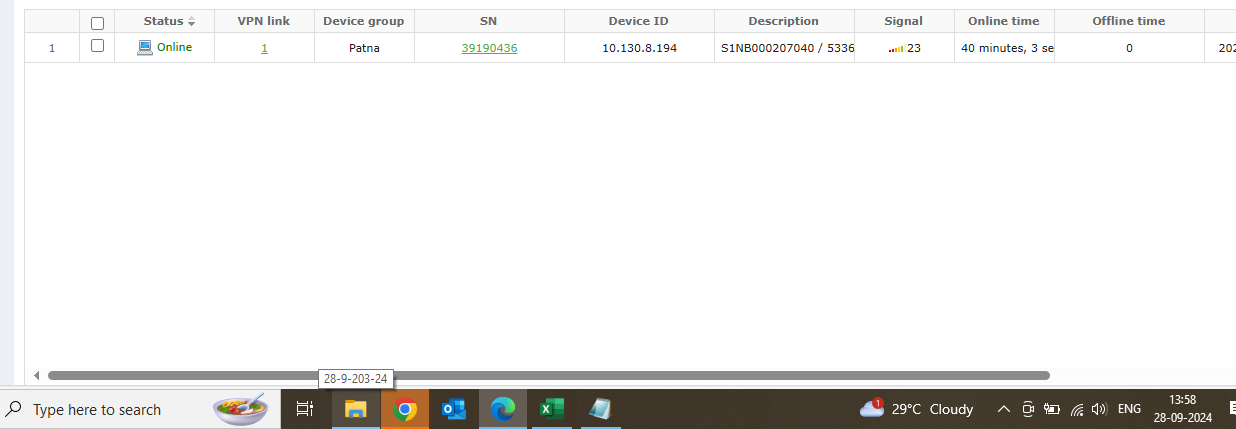 Status VPN link Device group SN Device ID Description Signal Online time Offline time
1 Online 1 Patna 39190436 10.130.8.194 S1NB000207040 / 5336 23 40 minutes, 3 se 0 202
28-9-203-24
Type here to search 29°C Cloudy ENG 13:58
28-09-2024
1